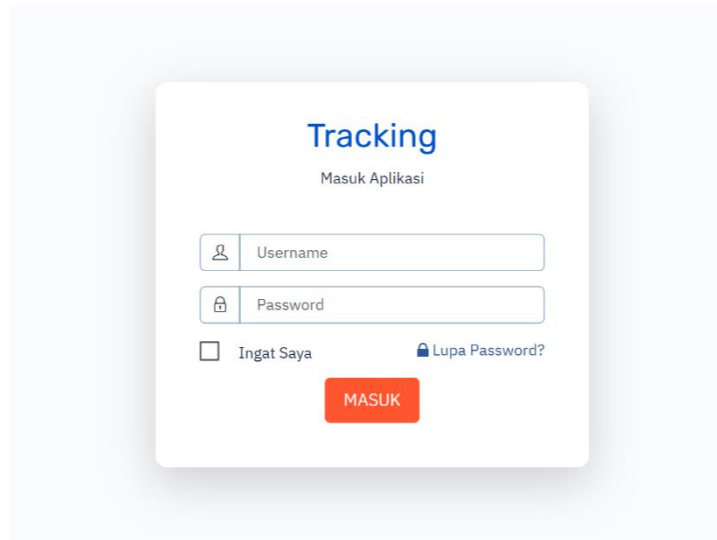 Tracking
Masuk Aplikasi
Username
Password
Ingat Saya
Lupa Password?
MASUK